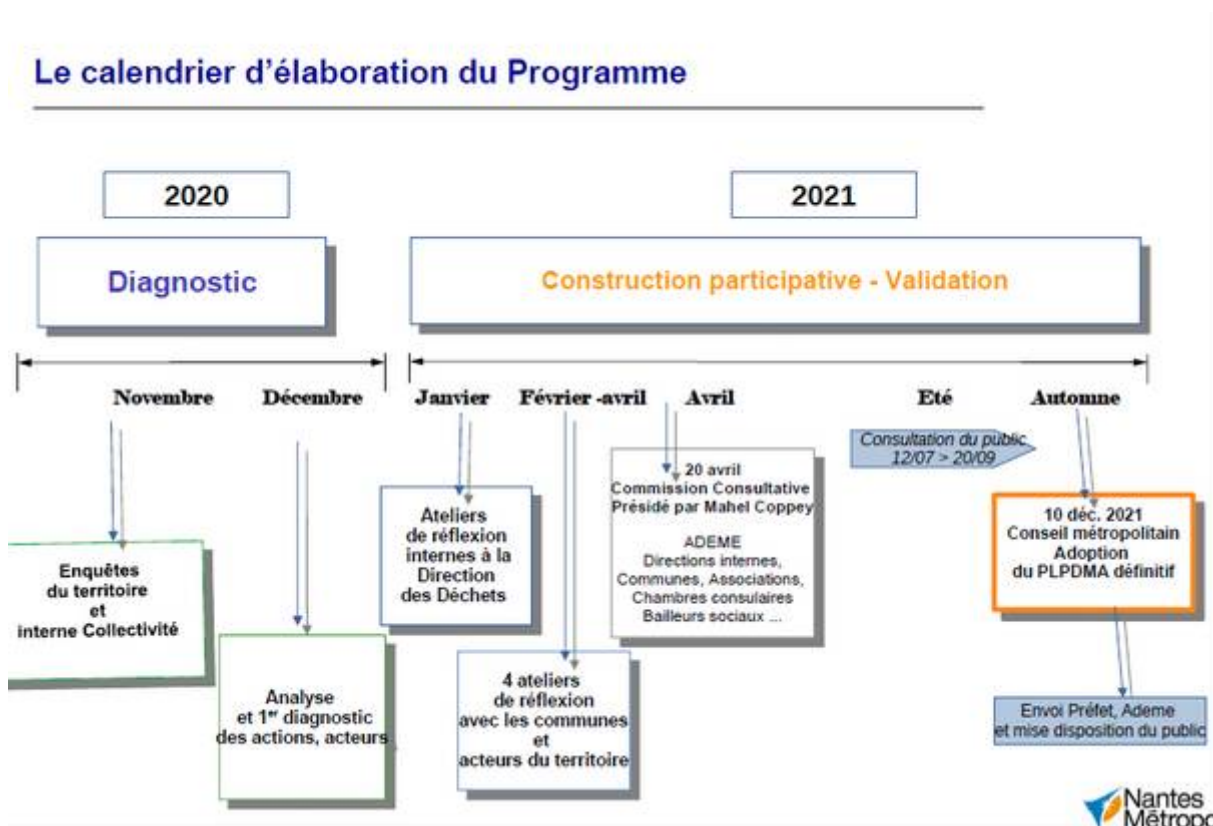 Le calendrier d'élaboration du Programme
2020
2021
Diagnostic
Construction participative - Validation
Novembre
Décembre
Janvier
Février -avril
Avril
Eté
Automne
Consultation du public
12/07 > 20/09
20 avril
Commission Consultative
Présidé par Mahel Coppey
ADEME
Directions internes,
Communes, Associations,
Chambres consulaires
Bailleurs sociaux ...
Ateliers
de réflexion
internes à la
Direction
des Déchets
10 déc. 2021
Conseil métropolitain
Adoption
du PLPDMA définitif
Enquêtes
du territoire
et
interne Collectivité
Analyse
et 1er diagnostic
des actions, acteurs
4 ateliers
de réflexion
avec les communes
et
acteurs du territoire
Envoi Préfet, Ademe
et mise disposition du public
Nantes
Métropo